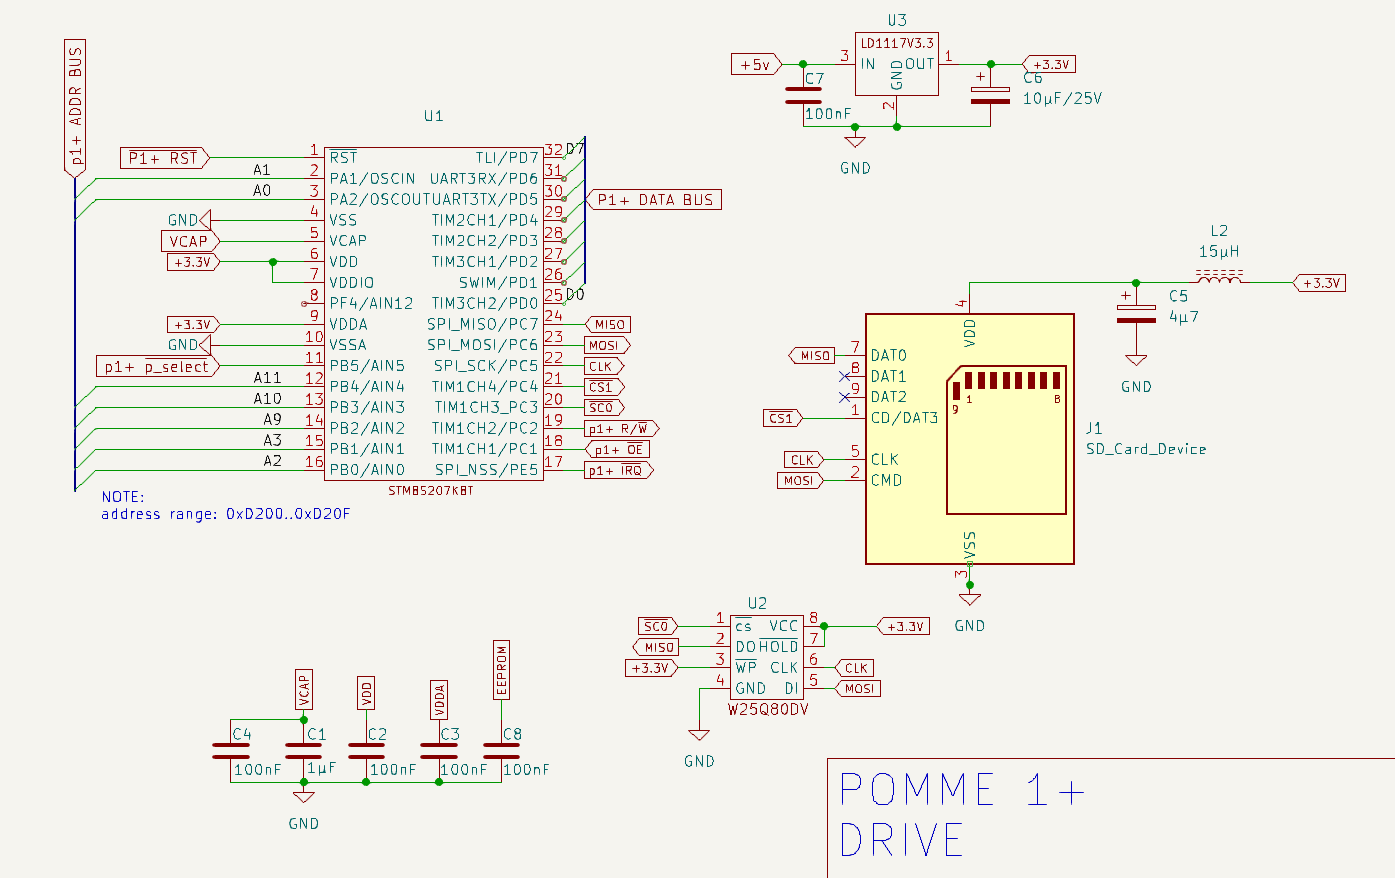 U3
LD1117V3.3
+5v
3
IN
OUT
1
+3.3V
GND
2
C7
100nF
+
C6
10µF/25V
GND
p1+ ADDR BUS
U1
P1+ RST
A1
A0
GND
VCAP
+3.3V
+3.3V
GND
p1+ p_select
A11
A10
A9
A3
A2
1 RST
2 PA1/OSCIN
3 PA2/OSCOUT
4 VSS
5 VCAP
6 VDD
7 VDDIO
8 PF4/AIN12
9 VDDA
10 VSSA
11 PB5/AIN5
12 PB4/AIN4
13 PB3/AIN3
14 PB2/AIN2
15 PB1/AIN1
16 PB0/AIN0
TLI/PD7 32 D7
UART3RX/PD6 31
UART3TX/PD5 30
TIM2CH1/PD4 29
TIM2CH2/PD3 28
TIM3CH1/PD2 27
SWIM/PD1 26
TIM3CH2/PD0 25 D0
SPI_MISO/PC7 24 MISO
SPI_MOSI/PC6 23 MOSI
SPI_SCK/PC5 22 CLK
TIM1CH4/PC4 21 CS1
TIM1CH3_PC3 20 SC0
TIM1CH2/PC2 19 p1+ R/W
TIM1CH1/PC1 18 p1+ OE
SPI_NSS/PE5 17 p1+ IRQ
P1+ DATA BUS
STM8S207K8T
NOTE:
address range: 0xD200..0xD20F
L2
15µH
+3.3V
+
C5
4µ7
GND
4
VDD
MISO 7 DAT0
8 DAT1
9 DAT2
CS1 1 CD/DAT3
CLK 5 CLK
MOSI 2 CMD
9
1
8
J1
SD_Card_Device
VSS
3
GND
U2
SC0 1 cs
MISO 2 DO
+3.3V 3 WP
4 GND
VCC 8 +3.3V
HOLD 7
CLK 6 CLK
DI 5 MOSI
W25Q80DV
GND
VCAP
VDD
VDDA
EEPROM
C4
100nF
C1
1µF
C2
100nF
C3
100nF
C8
100nF
GND
POMME 1+
DRIVE